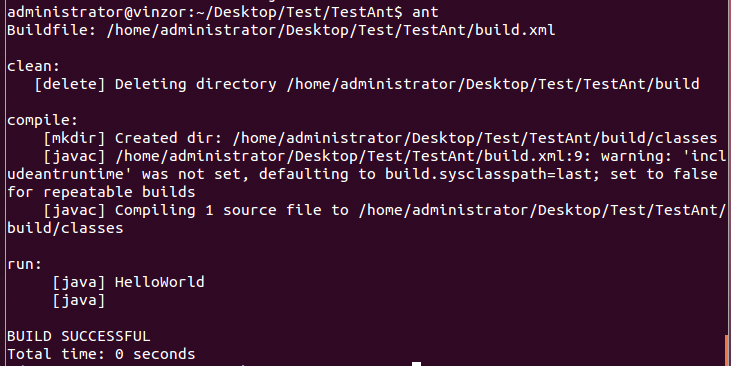 administrator@vinzor:~/Desktop/Test/TestAnt$ ant
Buildfile: /home/administrator/Desktop/Test/TestAnt/build.xml
clean:
[delete] Deleting directory /home/administrator/Desktop/Test/TestAnt/build
compile:
[mkdir] Created dir: /home/administrator/Desktop/Test/TestAnt/build/classes
[javac] /home/administrator/Desktop/Test/TestAnt/build.xml:9: warning: 'incl
udeantruntime' was not set, defaulting to build.sysclasspath=last; set to false
for repeatable builds
[javac] Compiling 1 source file to /home/administrator/Desktop/Test/TestAnt/
build/classes
run:
[java] HelloWorld
[java]
BUILD SUCCESSFUL
Total time: 0 seconds